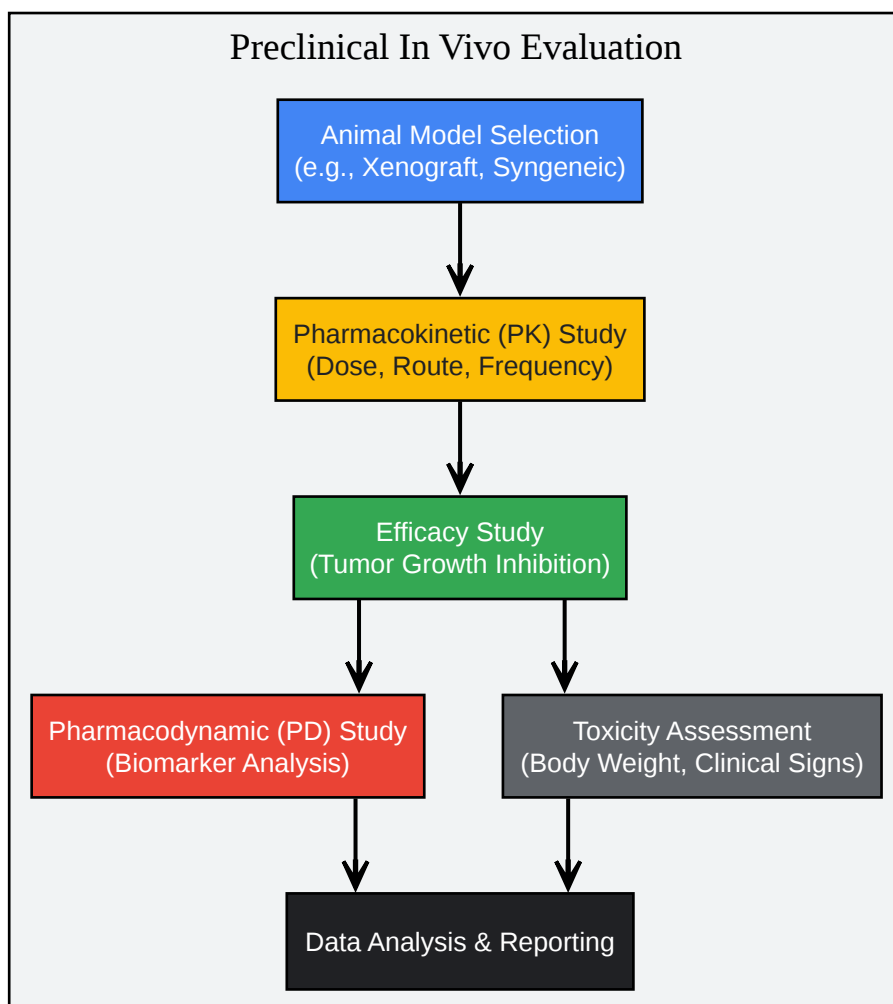 Preclinical In Vivo Evaluation
Animal Model Selection
(e.g., Xenograft, Syngeneic)
Pharmacokinetic (PK) Study
(Dose, Route, Frequency)
Efficacy Study
(Tumor Growth Inhibition)
Pharmacodynamic (PD) Study
(Biomarker Analysis)
Toxicity Assessment
(Body Weight, Clinical Signs)
Data Analysis & Reporting